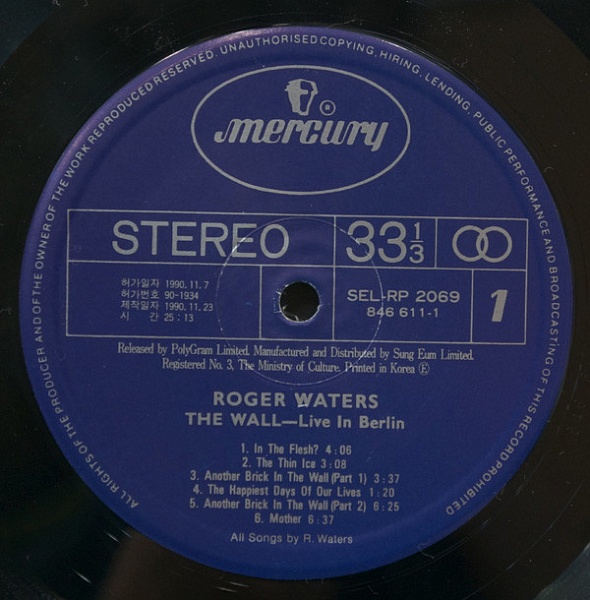 ALL RIGHTS OF THE PRODUCER AND OF THE OWNER OF THE WORK REPRODUCED RESERVED. UNAUTHORISED COPYING, HIRING, LENDING, PUBLIC PERFORMANCE AND BROADCASTING OF THIS RECORD PROHIBITED
®
mercury
STEREO
33 1/3
허가일자 1990.11.7
허가번호 90-1934
제작일자 1990.11.23
시 간 25:13
SEL-RP 2069
846 611-1
1
Released by PolyGram Limited. Manufactured and Distributed by Sung Eum Limited.
Registered No. 3, The Ministry of Culture. Printed in Korea Ⓔ
ROGER WATERS
THE WALL—Live In Berlin
1. In The Flesh? 4:06
2. The Thin Ice 3:08
3. Another Brick In The Wall (Part 1) 3:37
4. The Happiest Days Of Our Lives 1:20
5. Another Brick In The Wall (Part 2) 6:25
6. Mother 6:37
All Songs by R. Waters